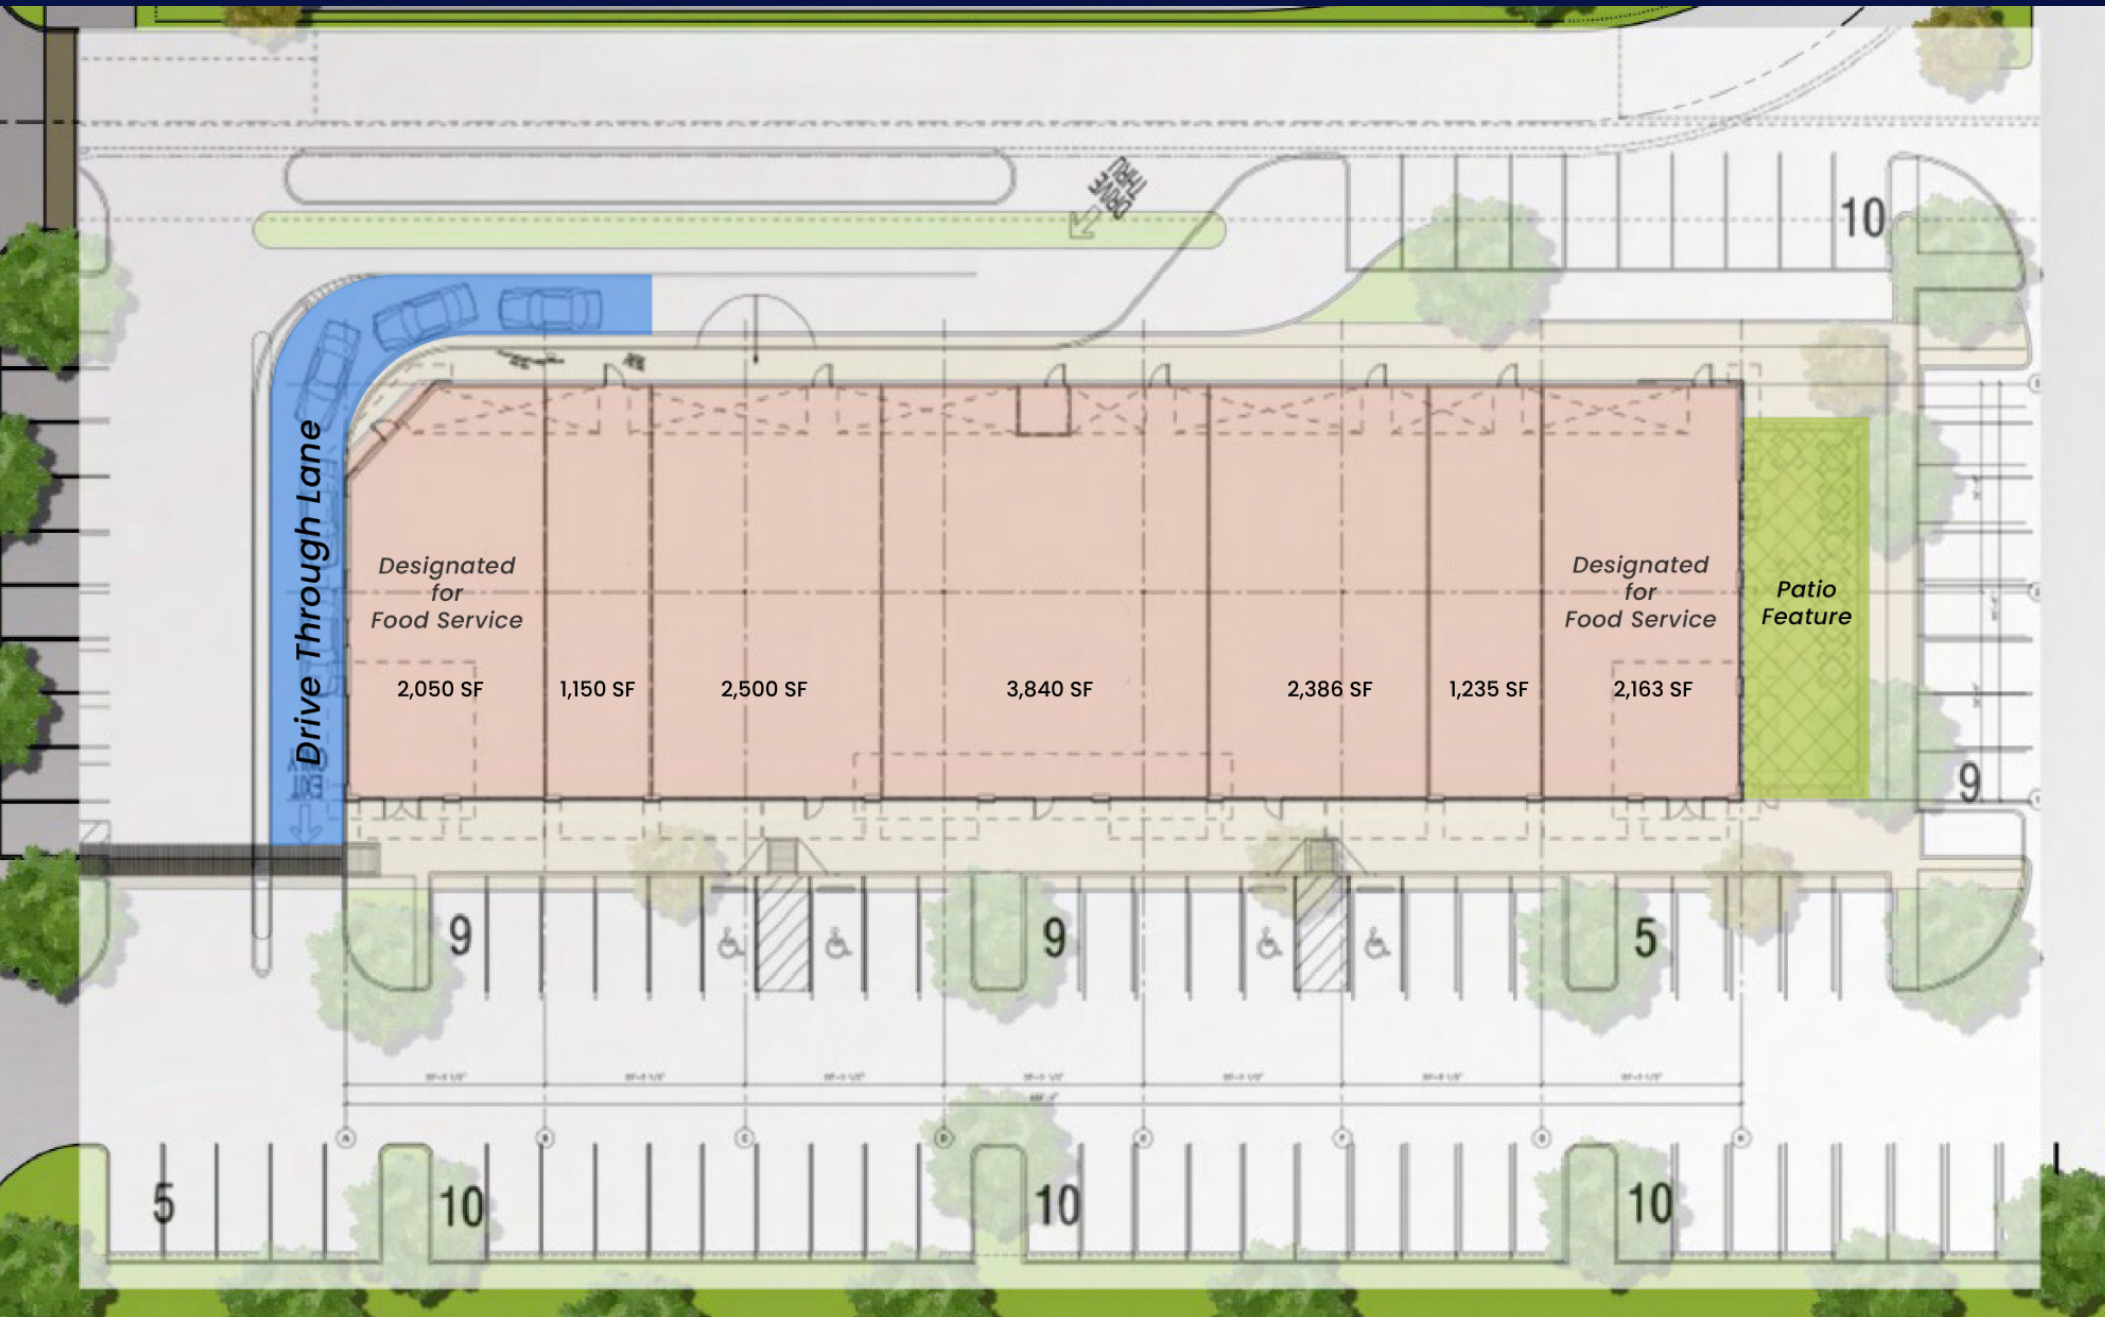 DRIVE
THRU
10
Drive Through Lane
Designated
for
Food Service
Designated
for
Food Service
Patio
Feature
2,050 SF
1,150 SF
2,500 SF
3,840 SF
2,386 SF
1,235 SF
2,163 SF
9
9
9
5
5
10
10
10